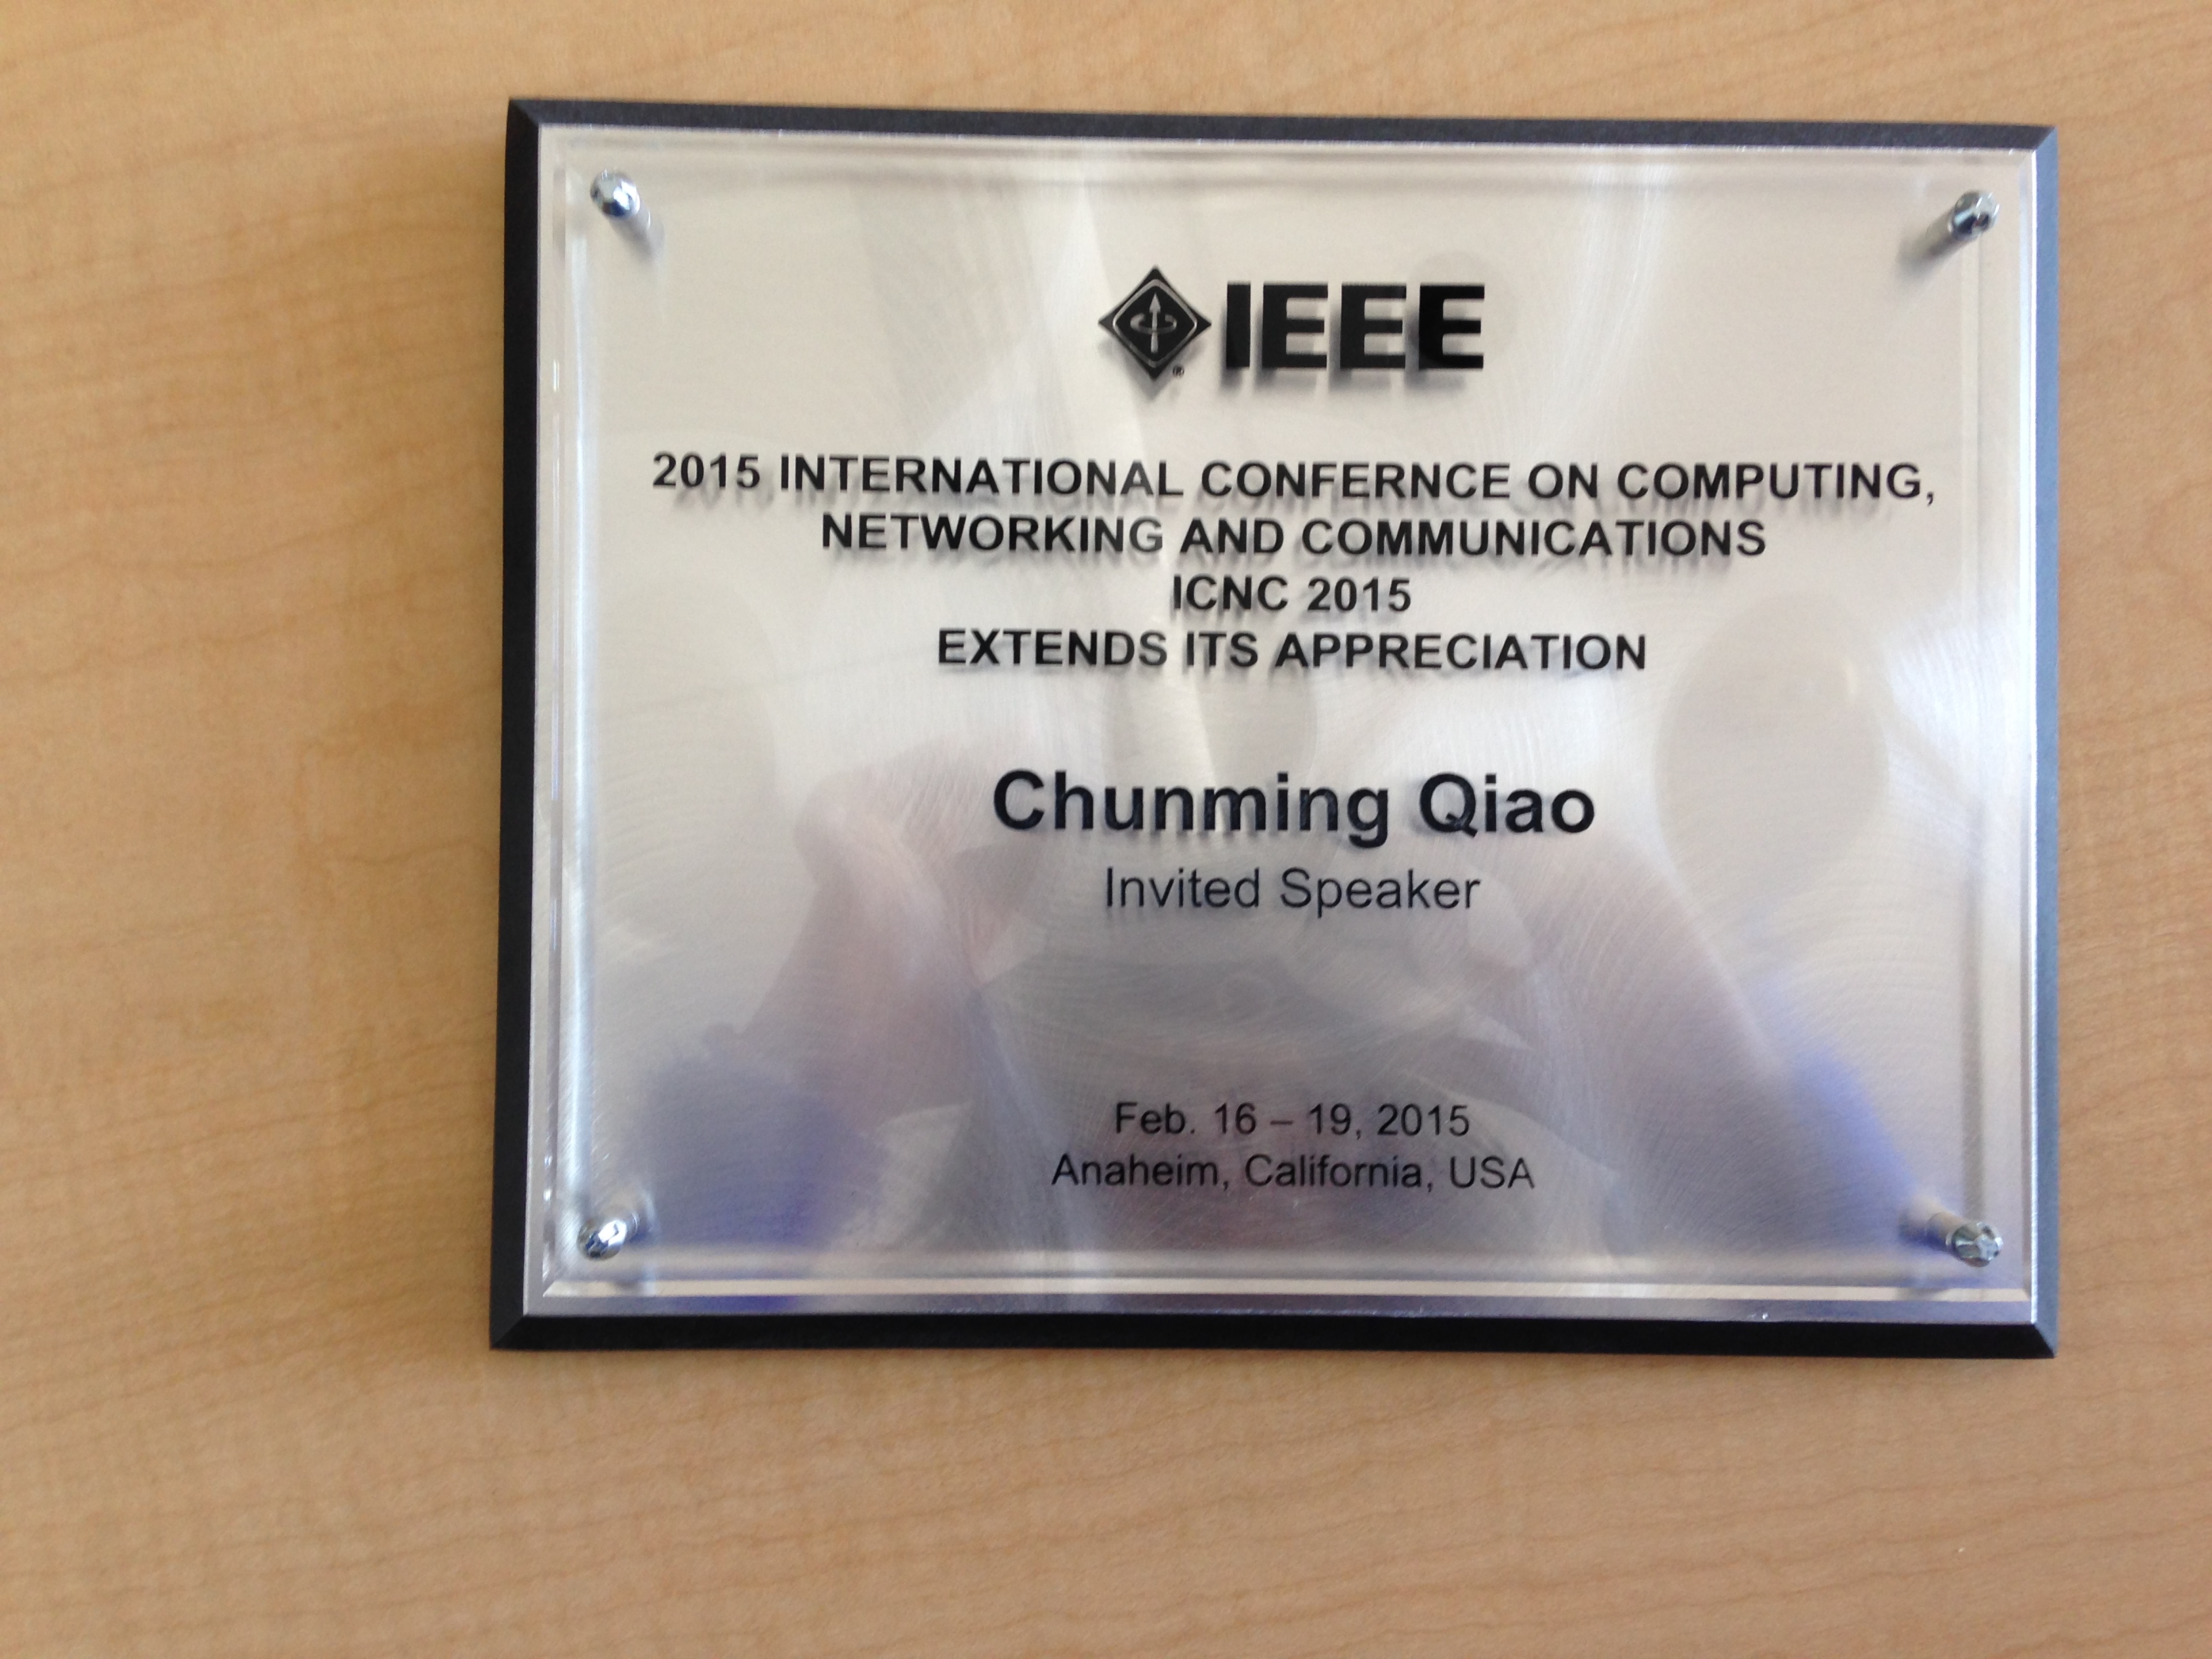 IEEE
2015 INTERNATIONAL CONFERNCE ON COMPUTING,
NETWORKING AND COMMUNICATIONS
ICNC 2015
EXTENDS ITS APPRECIATION
Chunming Qiao
Invited Speaker
Feb. 16 – 19, 2015
Anaheim, California, USA